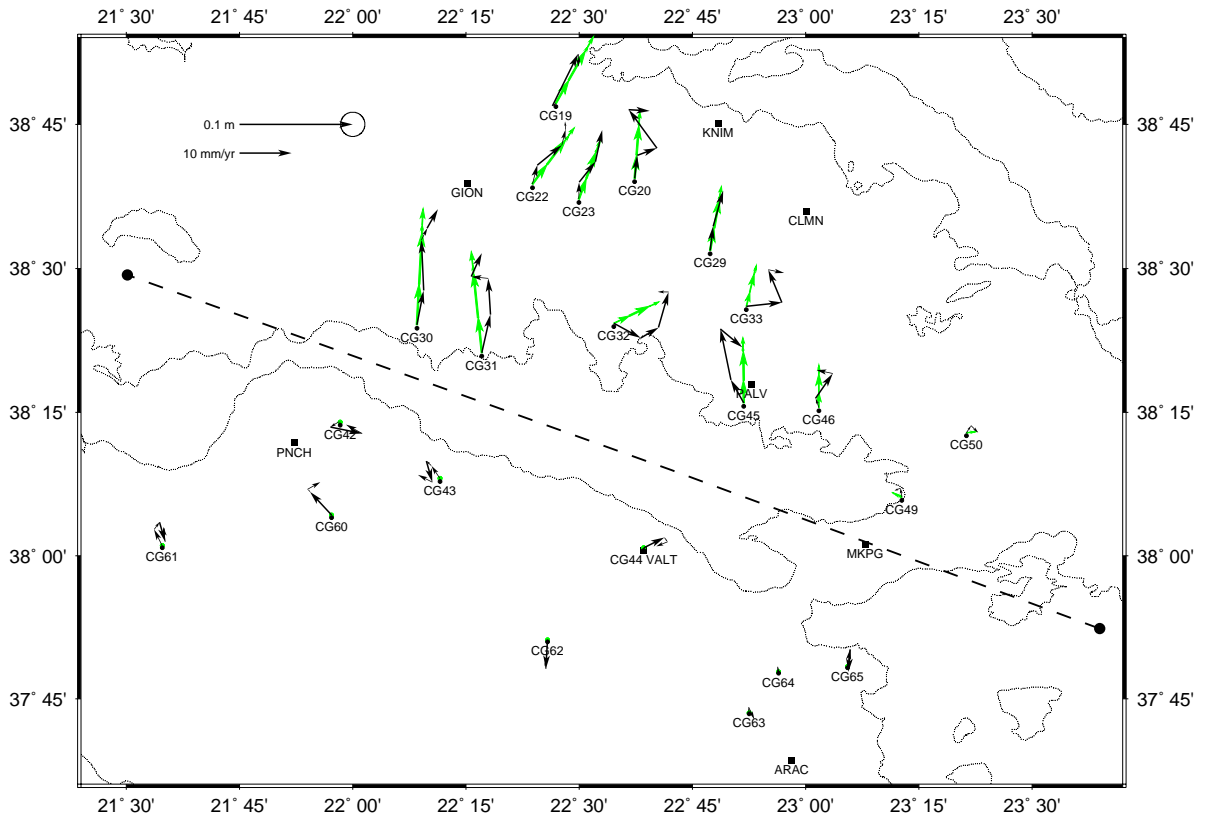 21° 30' 21° 45' 22° 00' 22° 15' 22° 30' 22° 45' 23° 00' 23° 15' 23° 30'
38° 45' 0.1 m CG19 KNIM 38° 45'
10 mm/yr
GION CG22 CG23 CG20
CLMN
38° 30' CG29 38° 30'
CG30 CG31 CG32 CG33
PALV
38° 15' CG45 CG46 38° 15'
CG42
PNCH CG50
CG43
CG60 CG49
38° 00' CG61 CG44 VALT MKPG 38° 00'
CG62
CG64 CG65
37° 45' 37° 45'
CG63
ARAC
21° 30' 21° 45' 22° 00' 22° 15' 22° 30' 22° 45' 23° 00' 23° 15' 23° 30'